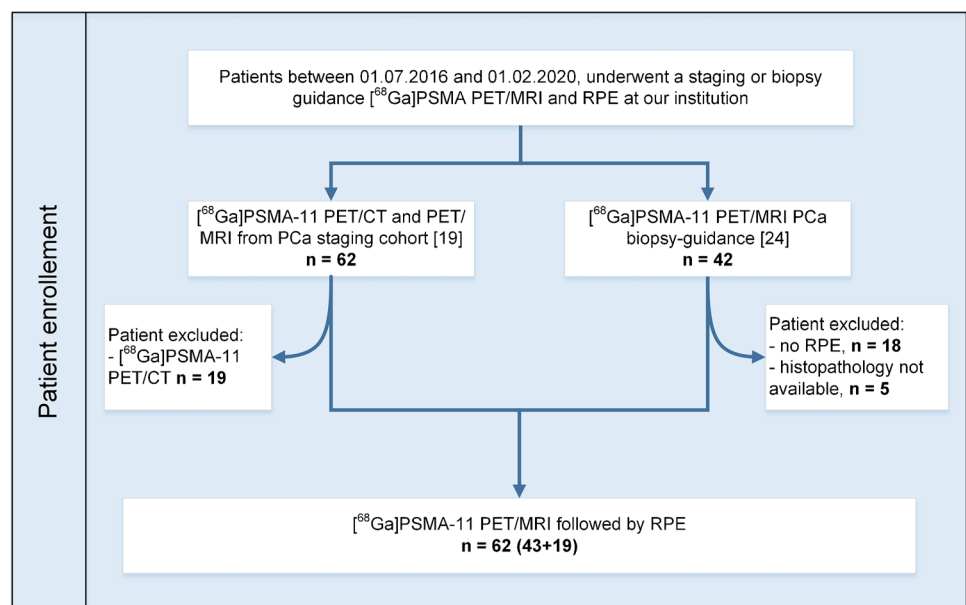 Patient enrollement
Patients between 01.07.2016 and 01.02.2020, underwent a staging or biopsy
guidance [⁶⁸Ga]PSMA PET/MRI and RPE at our institution
[⁶⁸Ga]PSMA-11 PET/CT and PET/
MRI from PCa staging cohort [19]
n = 62
[⁶⁸Ga]PSMA-11 PET/MRI PCa
biopsy-guidance [24]
n = 42
Patient excluded:
- [⁶⁸Ga]PSMA-11
PET/CT n = 19
Patient excluded:
- no RPE, n = 18
- histopathology not
available, n = 5
[⁶⁸Ga]PSMA-11 PET/MRI followed by RPE
n = 62 (43+19)